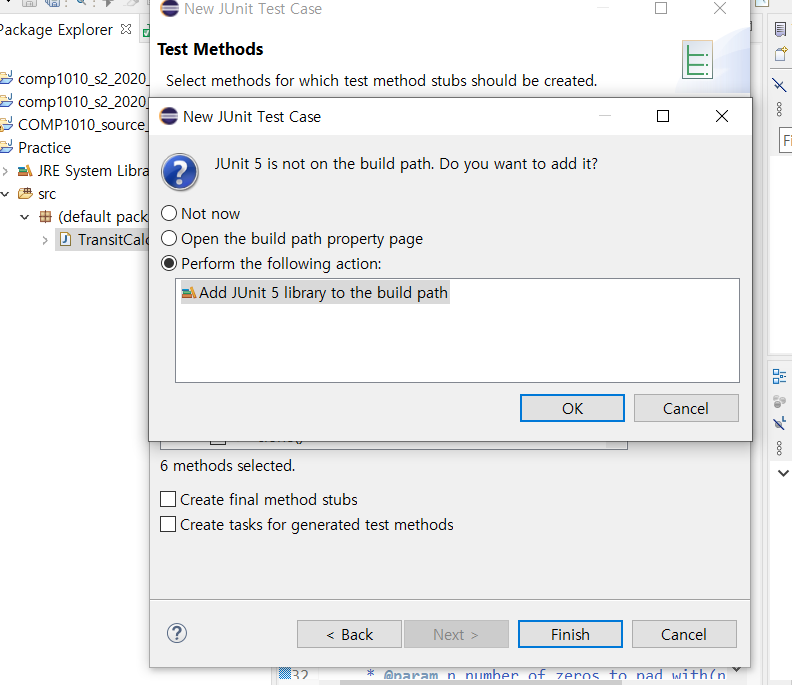 New JUnit Test Case
Package Explorer
Test Methods
Select methods for which test method stubs should be created.
comp1010_s2_2020_
comp1010_s2_2020_
COMP1010_source_
Practice
JRE System Libra
src
(default pack
TransitCalc
New JUnit Test Case
JUnit 5 is not on the build path. Do you want to add it?
Not now
Open the build path property page
Perform the following action:
Add JUnit 5 library to the build path
OK Cancel
6 methods selected.
Create final method stubs
Create tasks for generated test methods
< Back Next > Finish Cancel
32 * @param n number of zeros to pad with(n